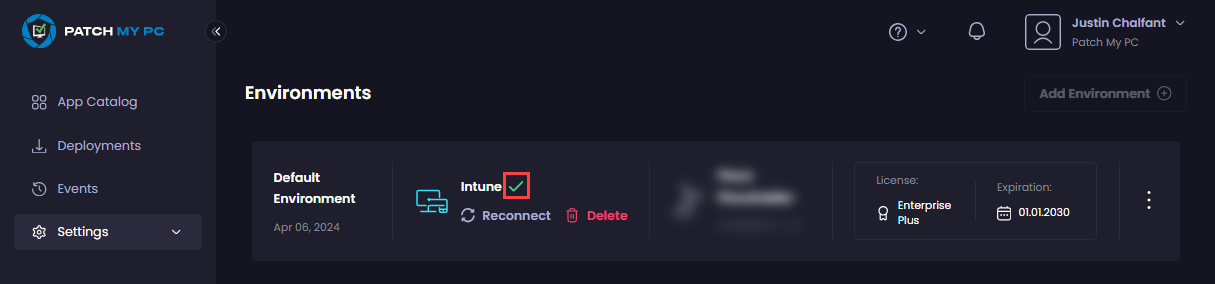 PATCH MY PC
Justin Chalfant
Patch My PC
App Catalog
Deployments
Events
Settings
Environments
Add Environment
Default
Environment
Apr 06, 2024
Intune
Reconnect
Delete
License:
Enterprise
Plus
Expiration:
01.01.2030